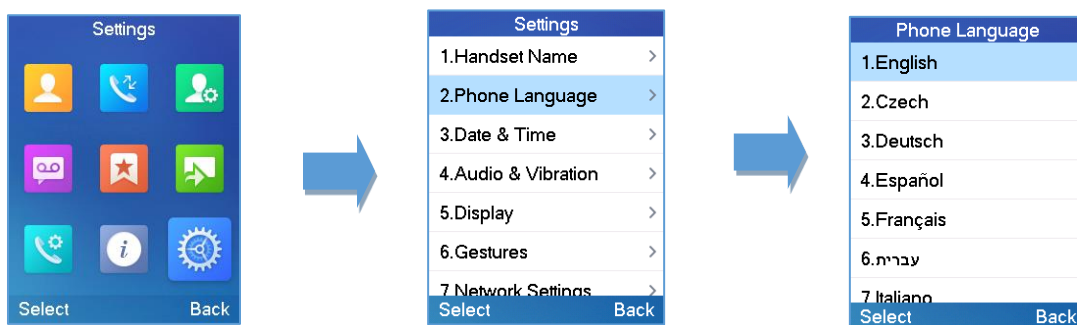 Settings
Select Back
Settings
1.Handset Name
2.Phone Language
3.Date & Time
4.Audio & Vibration
5.Display
6.Gestures
7.Network Settings
Select Back
Phone Language
1.English
2.Czech
3.Deutsch
4.Español
5.Français
6.עברית
7.Italiano
Select Back